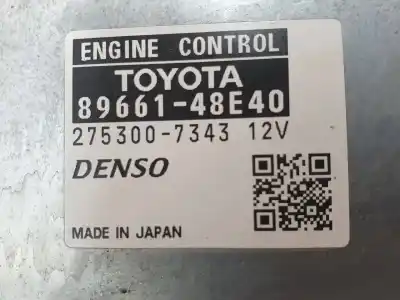 ENGINE CONTROL
TOYOTA
89661-48E40
275300-7343 12V
DENSO
MADE IN JAPAN